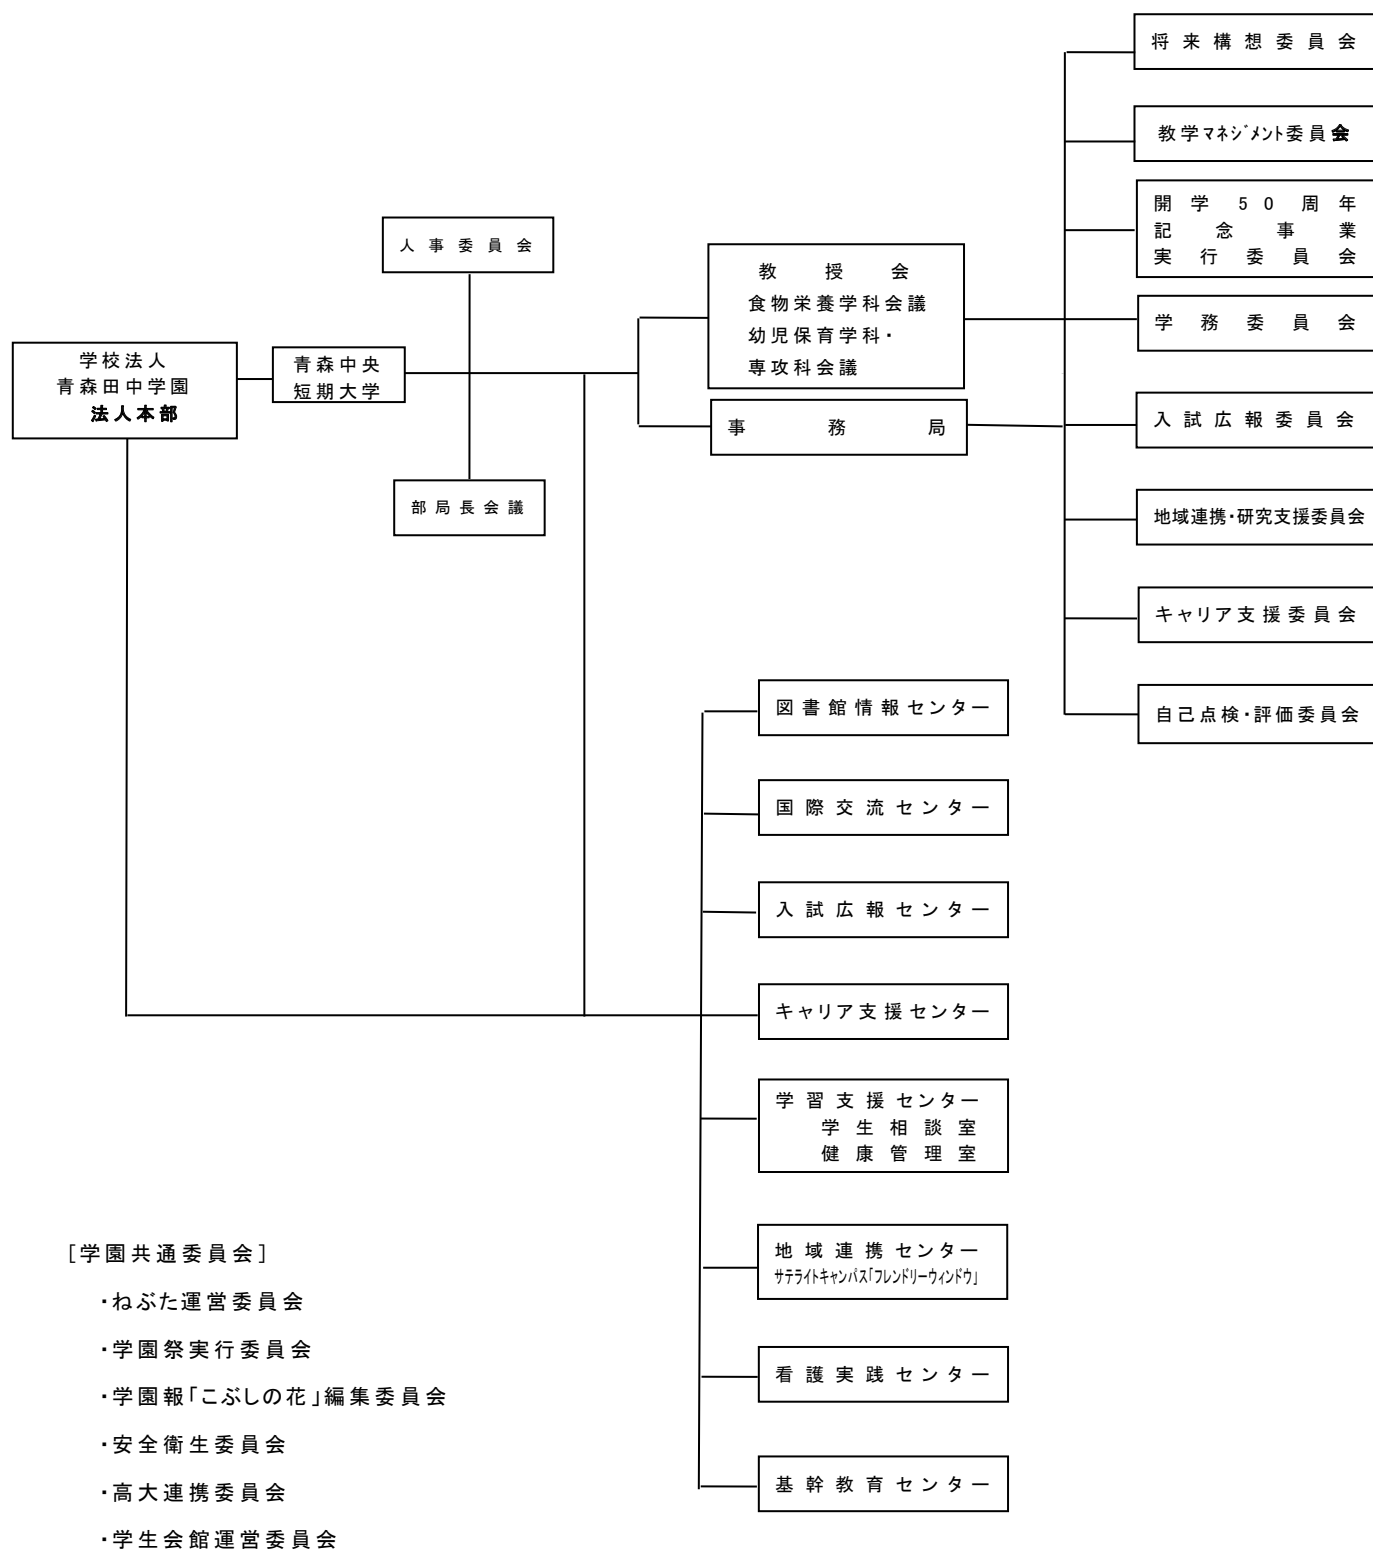 将来構想委員会
教学マネジメント委員会
開学50周年
記念事業
実行委員会
人事委員会
教授会
食物栄養学科会議
幼児保育学科・
専攻科会議
学務委員会
学校法人
青森田中学園
法人本部
青森中央
短期大学
事務局
入試広報委員会
部局長会議
地域連携・研究支援委員会
キャリア支援委員会
自己点検・評価委員会
図書館情報センター
国際交流センター
入試広報センター
キャリア支援センター
学習支援センター
学生相談室
健康管理室
地域連携センター
サテライトキャンパス「フレンドリーウィンドウ」
看護実践センター
基幹教育センター
[学園共通委員会]
・ねぶた運営委員会
・学園祭実行委員会
・学園報「こぶしの花」編集委員会
・安全衛生委員会
・高大連携委員会
・学生会館運営委員会